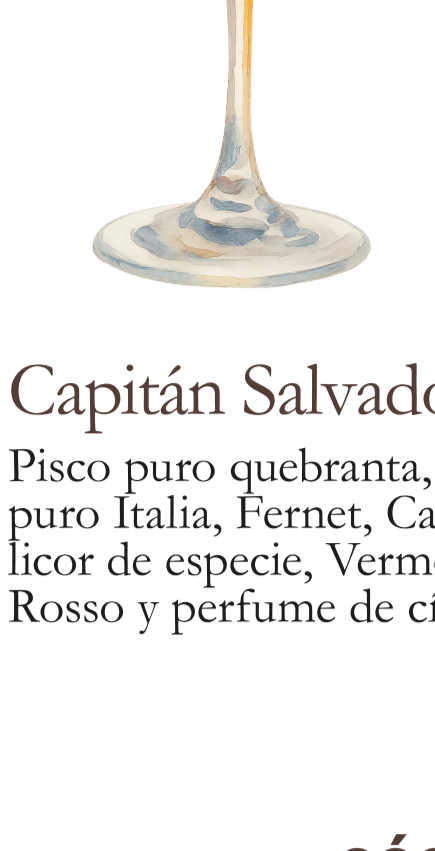 Capitán Salvado
Pisco puro quebranta,
puro Italia, Fernet, Ca
licor de especie, Verm
Rosso y perfume de cí